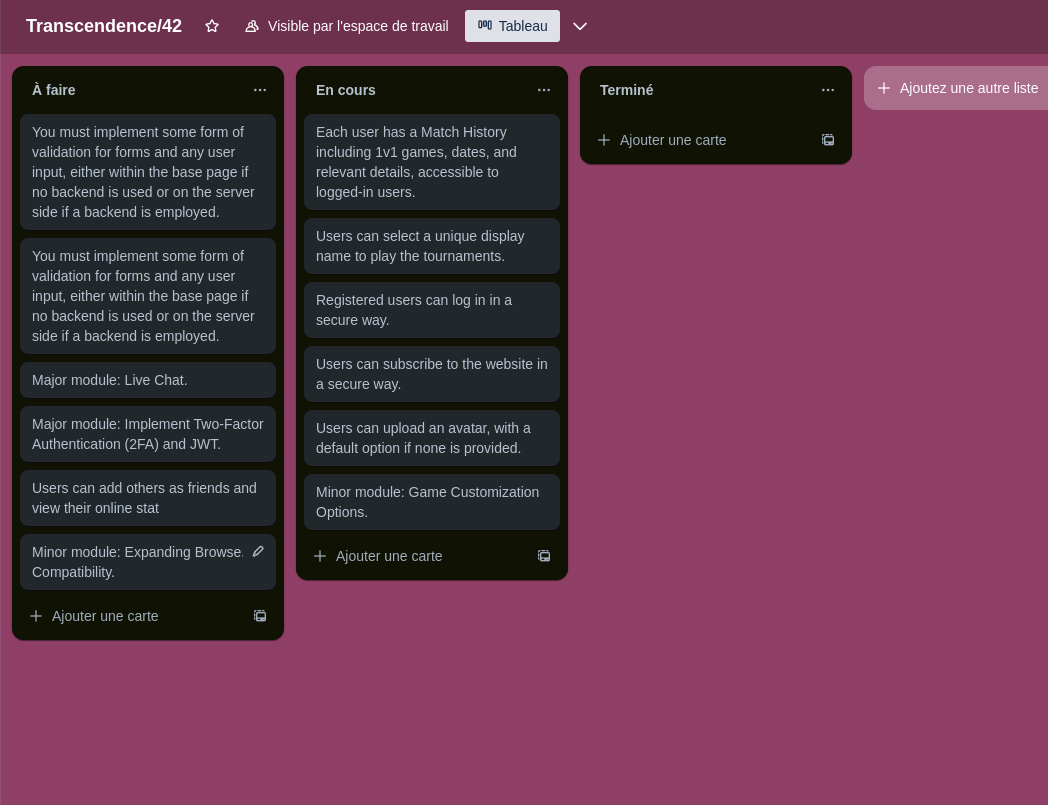 Transcendence/42
Visible par l'espace de travail
Tableau
À faire
You must implement some form of
validation for forms and any user
input, either within the base page if
no backend is used or on the server
side if a backend is employed.
You must implement some form of
validation for forms and any user
input, either within the base page if
no backend is used or on the server
side if a backend is employed.
Major module: Live Chat.
Major module: Implement Two-Factor
Authentication (2FA) and JWT.
Users can add others as friends and
view their online stat
Minor module: Expanding Browse
Compatibility.
Ajouter une carte
En cours
Each user has a Match History
including 1v1 games, dates, and
relevant details, accessible to
logged-in users.
Users can select a unique display
name to play the tournaments.
Registered users can log in in a
secure way.
Users can subscribe to the website in
a secure way.
Users can upload an avatar, with a
default option if none is provided.
Minor module: Game Customization
Options.
Ajouter une carte
Terminé
Ajouter une carte
Ajoutez une autre liste